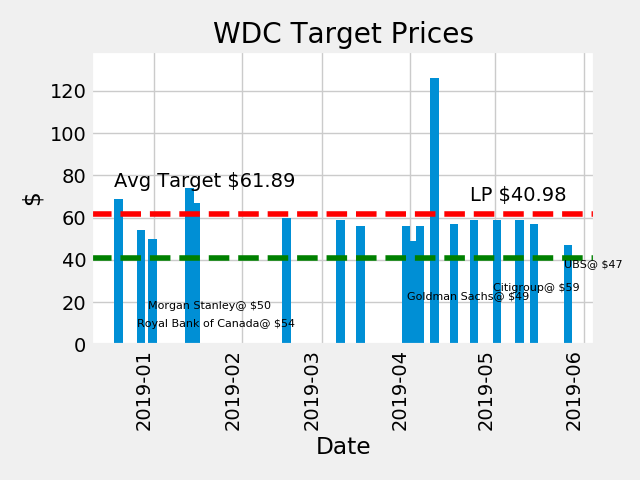 WDC Target Prices
120
100
80
60
40
20
0
$
Avg Target $61.89
LP $40.98
UBS@ $47
Citigroup@ $59
Goldman Sachs@ $49
Morgan Stanley@ $50
Royal Bank of Canada@ $54
2019-01
2019-02
2019-03
2019-04
2019-05
2019-06
Date